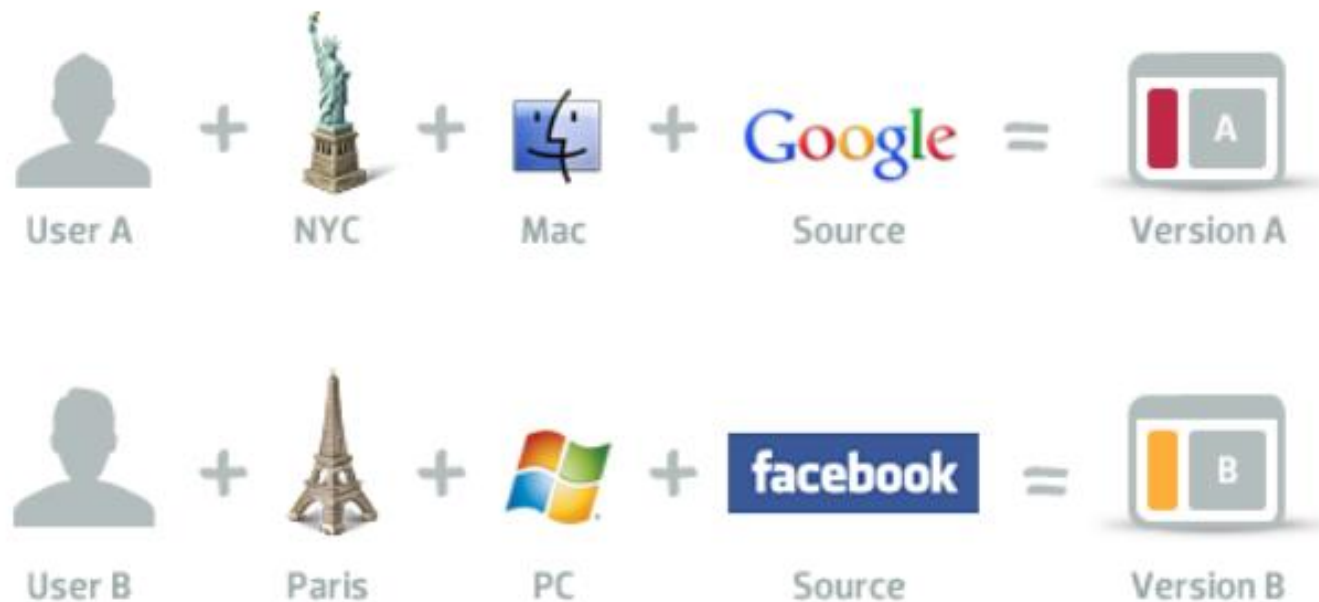 Google
A
User A NYC Mac Source Version A
facebook
B
User B Paris PC Source Version B